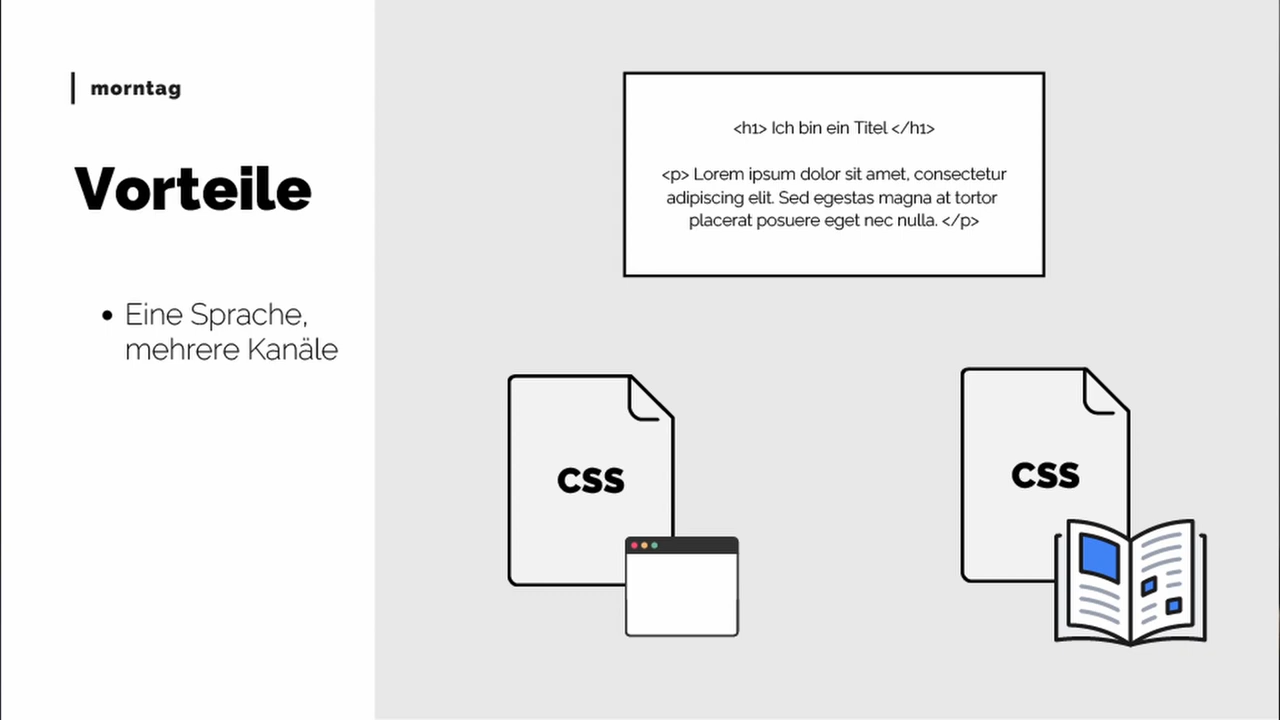 morntag
Vorteile
• Eine Sprache,
mehrere Kanäle
<h1> Ich bin ein Titel </h1>
<p> Lorem ipsum dolor sit amet, consectetur
adipiscing elit. Sed egestas magna at tortor
placerat posuere eget nec nulla. </p>
CSS
CSS